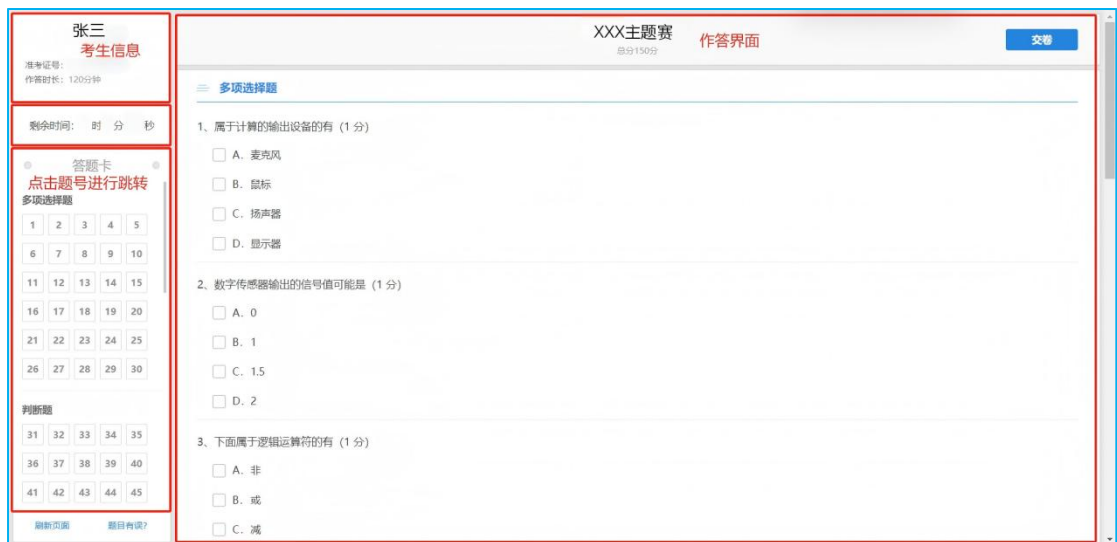 张三
考生信息
准考证号:
作答时长: 120分钟
剩余时间: 时 分 秒
答题卡
点击题号进行跳转
多项选择题
1 2 3 4 5
6 7 8 9 10
11 12 13 14 15
16 17 18 19 20
21 22 23 24 25
26 27 28 29 30
判断题
31 32 33 34 35
36 37 38 39 40
41 42 43 44 45
刷新页面 题目有误?
XXX主题赛
总分150分
作答界面
交卷
多项选择题
1、属于计算的输出设备的有 (1 分)
A. 麦克风
B. 鼠标
C. 扬声器
D. 显示器
2、数字传感器输出的信号值可能是 (1 分)
A. 0
B. 1
C. 1.5
D. 2
3、下面属于逻辑运算符的有 (1 分)
A. 非
B. 或
C. 减